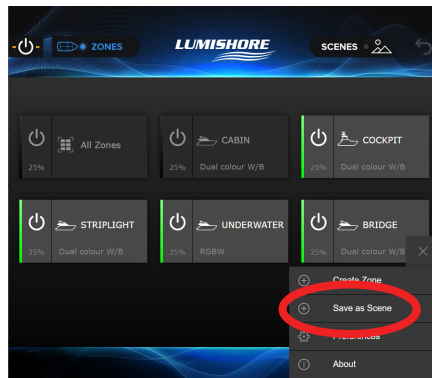 ZONES
LUMISHORE
SCENES
All Zones
25%
CABIN
25% Dual colour W/B
COCKPIT
25% Dual colour W/B
STRIPLIGHT
25% Dual colour W/B
UNDERWATER
25% RGBW
BRIDGE
25% Dual colour W/B
Create Zone
Save as Scene
Preferences
About